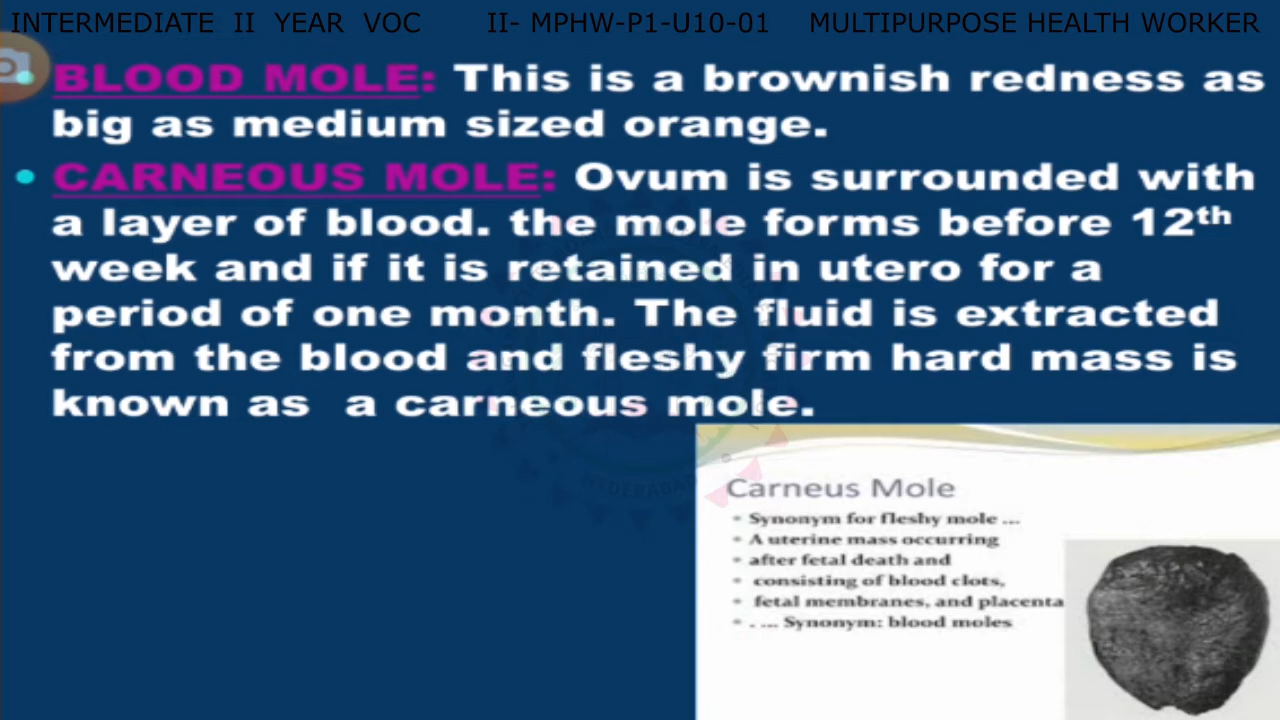 INTERMEDIATE II YEAR VOC II- MPHW-P1-U10-01 MULTIPURPOSE HEALTH WORKER
• BLOOD MOLE: This is a brownish redness as
big as medium sized orange.
• CARNEOUS MOLE: Ovum is surrounded with
a layer of blood. the mole forms before 12th
week and if it is retained in utero for a
period of one month. The fluid is extracted
from the blood and fleshy firm hard mass is
known as a carneous mole.
HYDERABAD
Carneus Mole
• Synonym for fleshy mole ...
• A uterine mass occurring
• after fetal death and
• consisting of blood clots,
• fetal membranes, and placenta
• . ... Synonym: blood moles